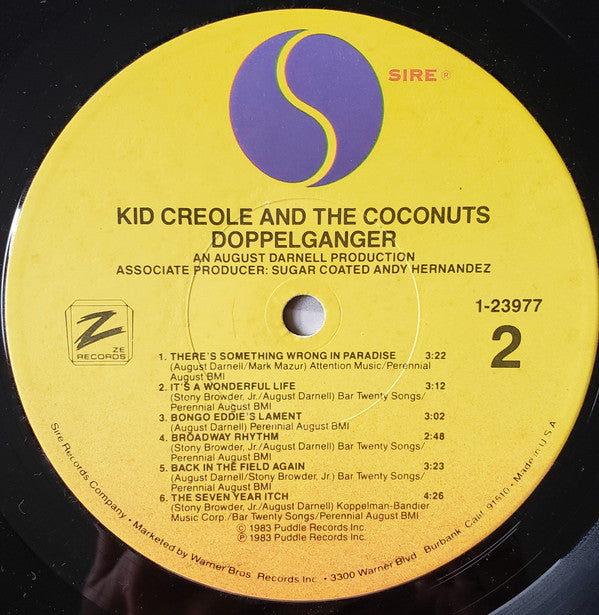 SIRE ®
KID CREOLE AND THE COCONUTS
DOPPELGANGER
AN AUGUST DARNELL PRODUCTION
ASSOCIATE PRODUCER: SUGAR COATED ANDY HERNANDEZ
Z
ZE
RECORDS
1-23977
2
1. THERE'S SOMETHING WRONG IN PARADISE 3:22
(August Darnell/Mark Mazur) Attention Music/Perennial
August BMI
2. IT'S A WONDERFUL LIFE 3:12
(Stony Browder, Jr./August Darnell) Bar Twenty Songs/
Perennial August BMI
3. BONGO EDDIE'S LAMENT 3:02
(August Darnell) Perennial August BMI
4. BROADWAY RHYTHM 2:48
(Stony Browder, Jr./August Darnell) Bar Twenty Songs/
Perennial August BMI
5. BACK IN THE FIELD AGAIN 3:23
(August Darnell/Stony Browder, Jr.) Bar Twenty Songs/
Perennial August BMI
6. THE SEVEN YEAR ITCH 4:26
(Stony Browder, Jr./August Darnell) Koppelman-Bandier
Music Corp./Bar Twenty Songs/Perennial August BMI
© 1983 Puddle Records Inc.
℗ 1983 Puddle Records Inc.
Sire Records Company • Marketed by Warner Bros. Records Inc. • 3300 Warner Blvd. Burbank, Calif. 91510 • Made in U.S.A.